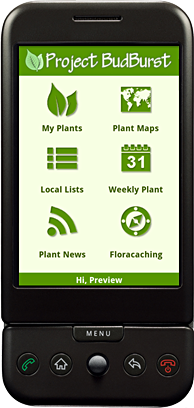 Project BudBurst
My Plants Plant Maps
31
Local Lists Weekly Plant
Plant News Floracaching
Hi, Preview
MENU